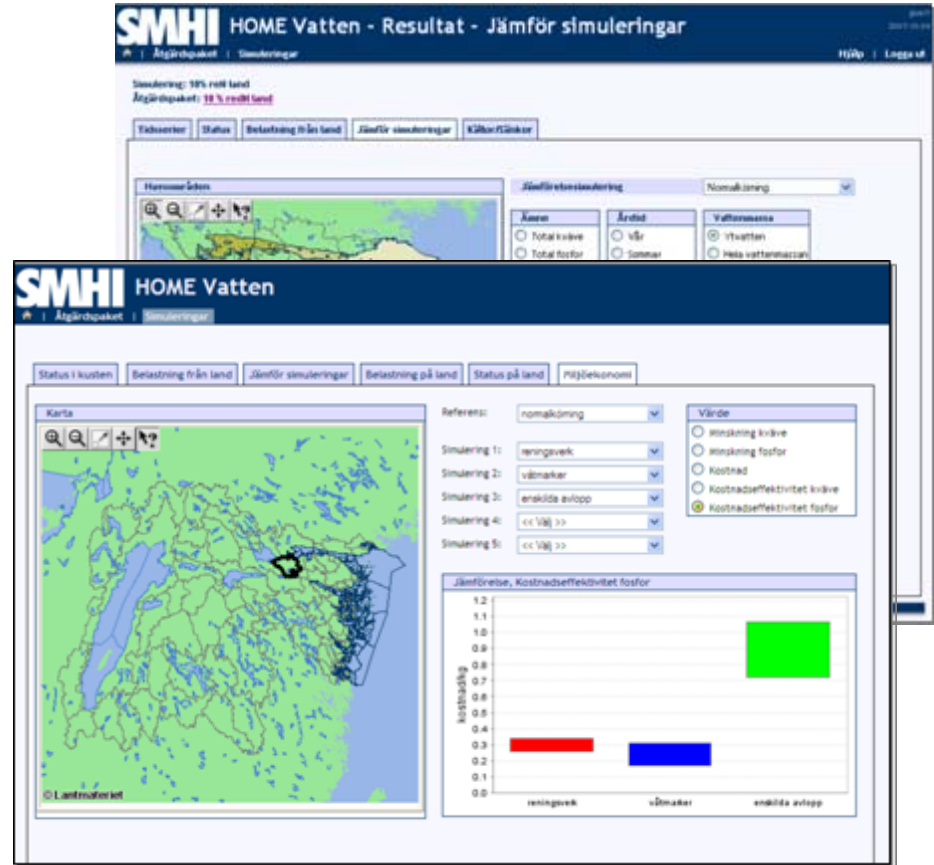 SMHI HOME Vatten - Resultat - Jämför simuleringar
| Åtgärdspaket | Simuleringar
Hjälp | Logga ut
Simulering: 10% red land
Åtgärdspaket: 10 % red land
Tidsserier Status Belastning från land Jämför simuleringar Källor/Sänkor
Havsområden
Jämförelsesimulering Normalkörning
Ämne Årstid Vattenmassa
Total kväve Vår Ytvatten
Total fosfor Sommar Hela vattenmassan
SMHI HOME Vatten
| Åtgärdspaket | Simuleringar
Status i kusten Belastning från land Jämför simuleringar Belastning på land Status på land Miljöekonomi
Karta
Referens: normalkörning
Simulering 1: reningsverk
Simulering 2: våtmarker
Simulering 3: enskilda avlopp
Simulering 4: << Välj >>
Simulering 5: << Välj >>
Värde
Minskning kväve
Minskning fosfor
Kostnad
Kostnadseffektivitet kväve
Kostnadseffektivitet fosfor
Jämförelse, Kostnadseffektivitet fosfor
1.2
1.1
1.0
0.9
0.8
0.7
0.6
0.5
0.4
0.3
0.2
0.1
0.0
kostnad/kg
reningsverk våtmarker enskilda avlopp
© Lantmäteriet